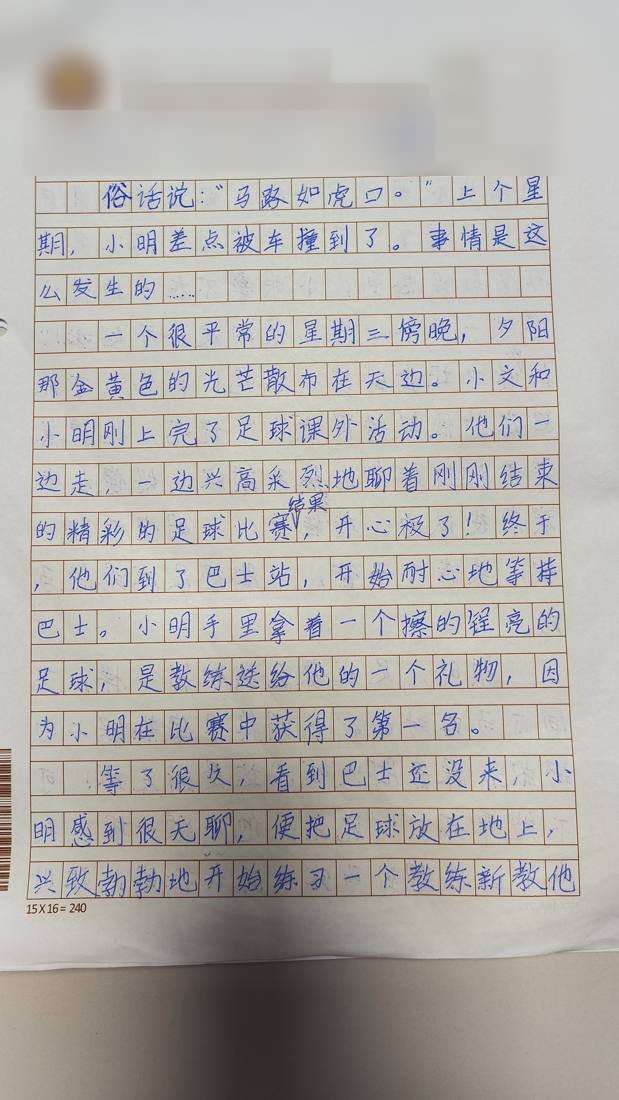 俗话说：“马路如虎口。”上个星
期，小明差点被车撞到了。事情是这
么发生的……
一个很平常的星期三傍晚，夕阳
那金黄色的光芒散布在天边。小文和
小明刚上完了足球课外活动。他们一
边走，一边兴高采烈地聊着刚刚结束
的精彩的足球比赛结果，开心极了！终于
，他们到了巴士站，开始耐心地等待
巴士。小明手里拿着一个擦的锃亮的
足球，是教练送给他的一个礼物，因
为小明在比赛中获得了第一名。
等了很久，看到巴士还没来，小
明感到很无聊，便把足球放在地上，
兴致勃勃地开始练习一个教练新教他
15X16=240